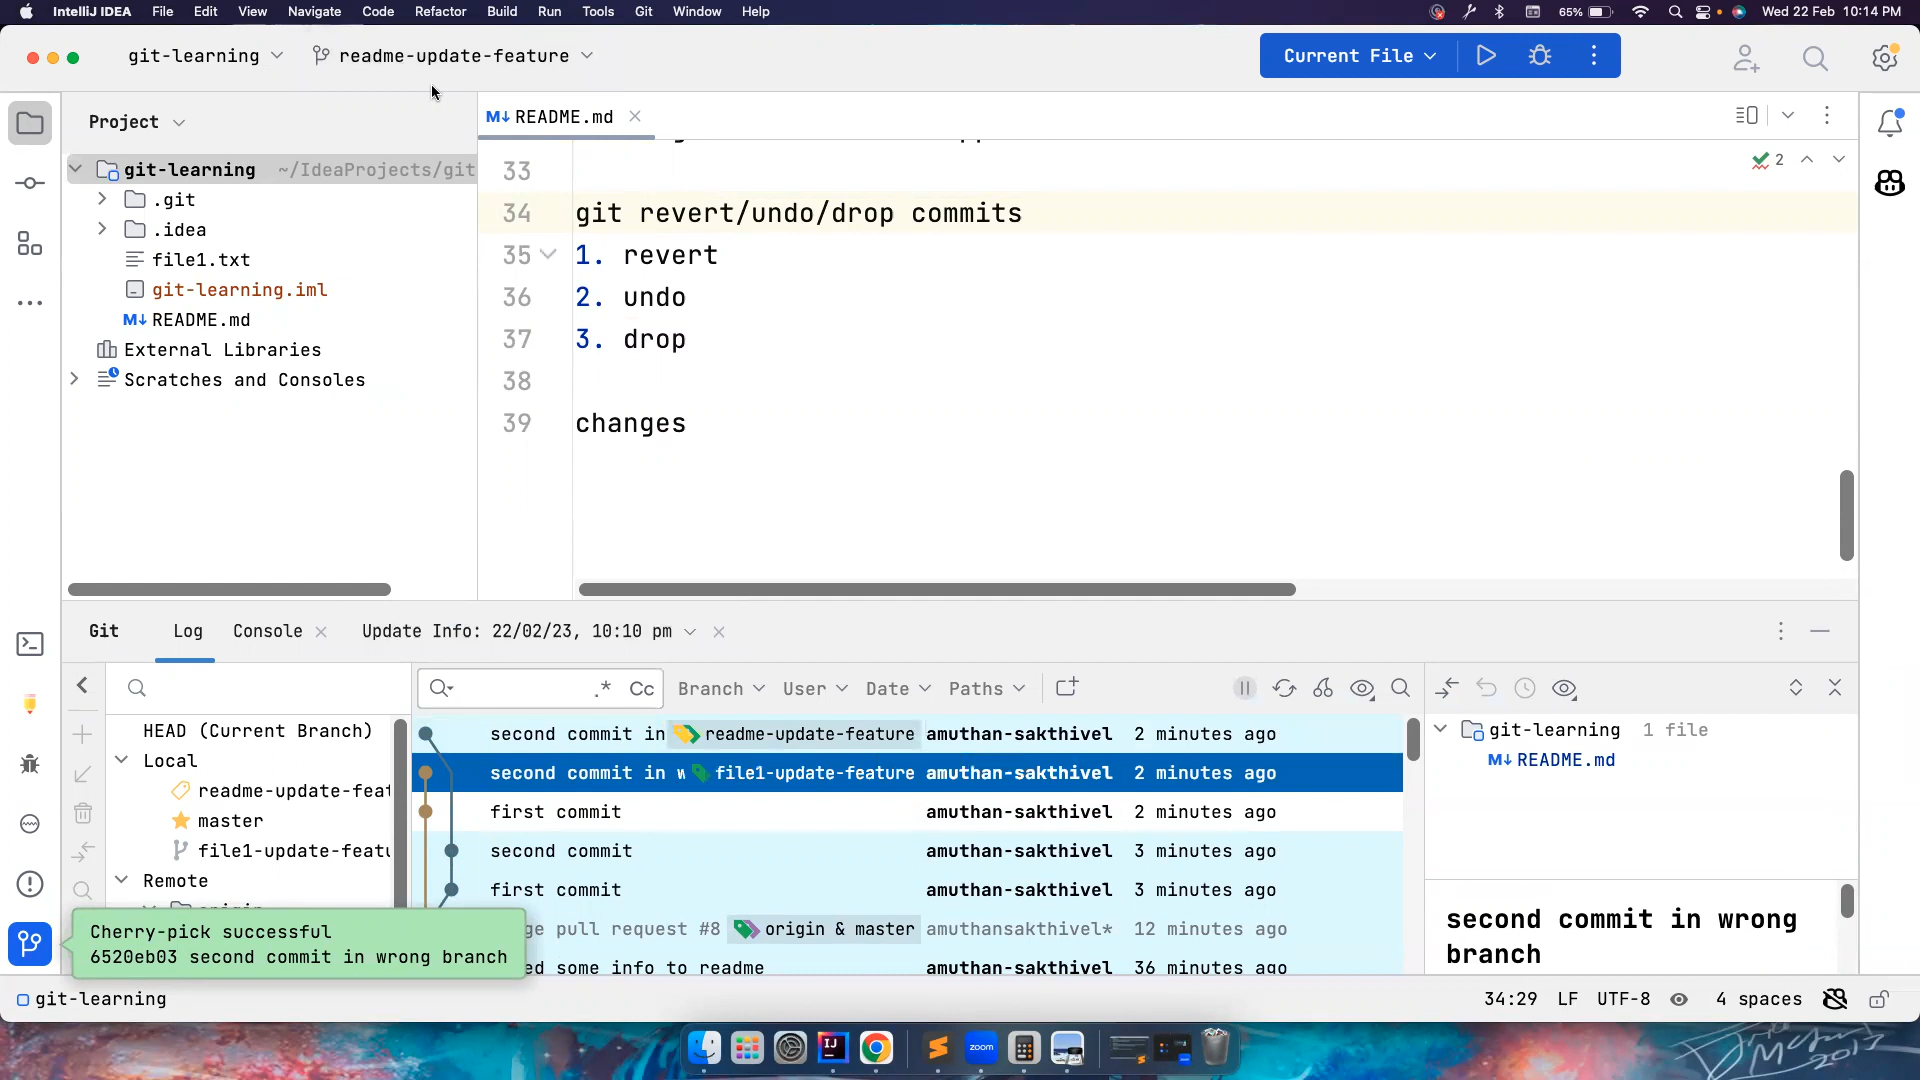 IntelliJ IDEA File Edit View Navigate Code Refactor Build Run Tools Git Window Help 65% Wed 22 Feb 10:14 PM
git-learning readme-update-feature Current File
Project
M↓ README.md
git-learning ~/IdeaProjects/git
.git
.idea
file1.txt
git-learning.iml
M↓ README.md
External Libraries
Scratches and Consoles
2
33
34 git revert/undo/drop commits
35 1. revert
36 2. undo
37 3. drop
38
39 changes
Git Log Console Update Info: 22/02/23, 10:10 pm
.* Cc Branch User Date Paths
HEAD (Current Branch)
Local
readme-update-feat
master
file1-update-featu
Remote
second commit in readme-update-feature amuthan-sakthivel 2 minutes ago
second commit in w file1-update-feature amuthan-sakthivel 2 minutes ago
first commit amuthan-sakthivel 2 minutes ago
second commit amuthan-sakthivel 3 minutes ago
first commit amuthan-sakthivel 3 minutes ago
ge pull request #8 origin & master amuthansakthivel* 12 minutes ago
ed some info to readme amuthan-sakthivel 36 minutes ago
git-learning 1 file
M↓ README.md
second commit in wrong
branch
Cherry-pick successful
6520eb03 second commit in wrong branch
git-learning 34:29 LF UTF-8 4 spaces
IJ
zoom
2017